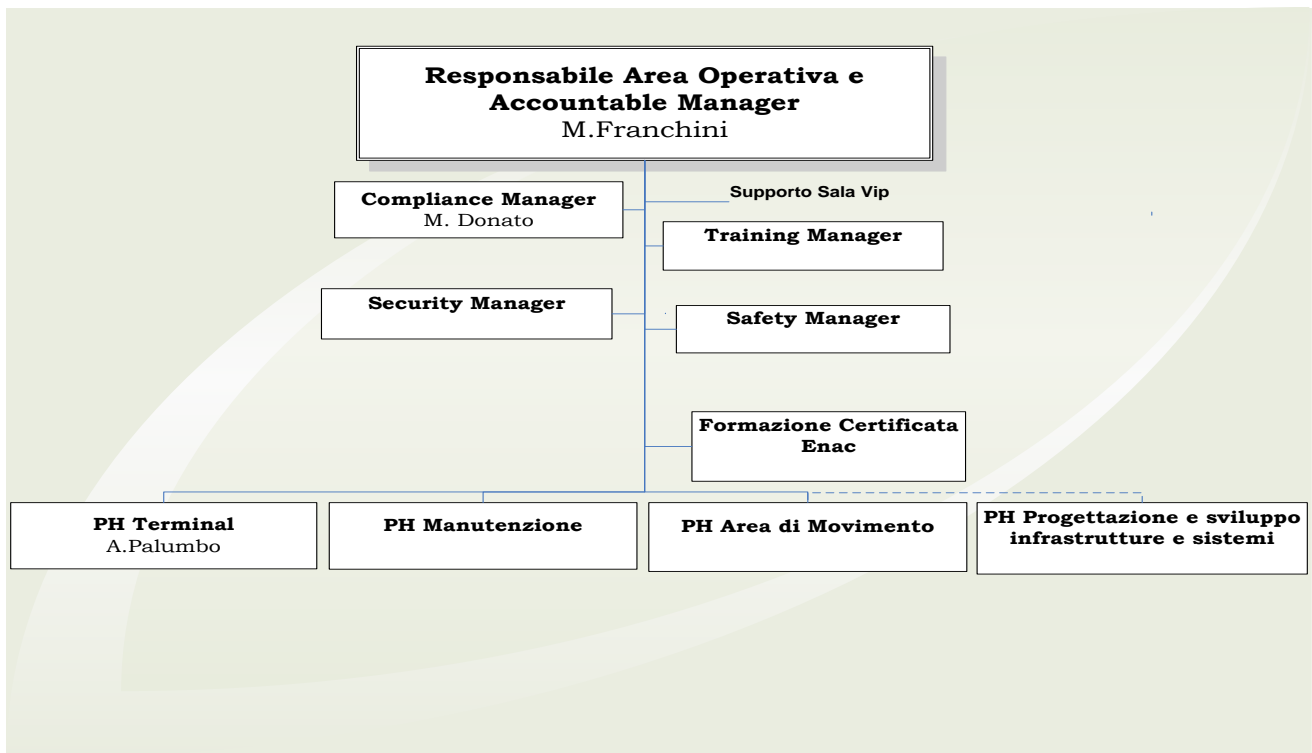 Responsabile Area Operativa e
Accountable Manager
M.Franchini
Compliance Manager
M. Donato
Supporto Sala Vip
Training Manager
Security Manager
Safety Manager
Formazione Certificata
Enac
PH Terminal
A.Palumbo
PH Manutenzione
PH Area di Movimento
PH Progettazione e sviluppo
infrastrutture e sistemi